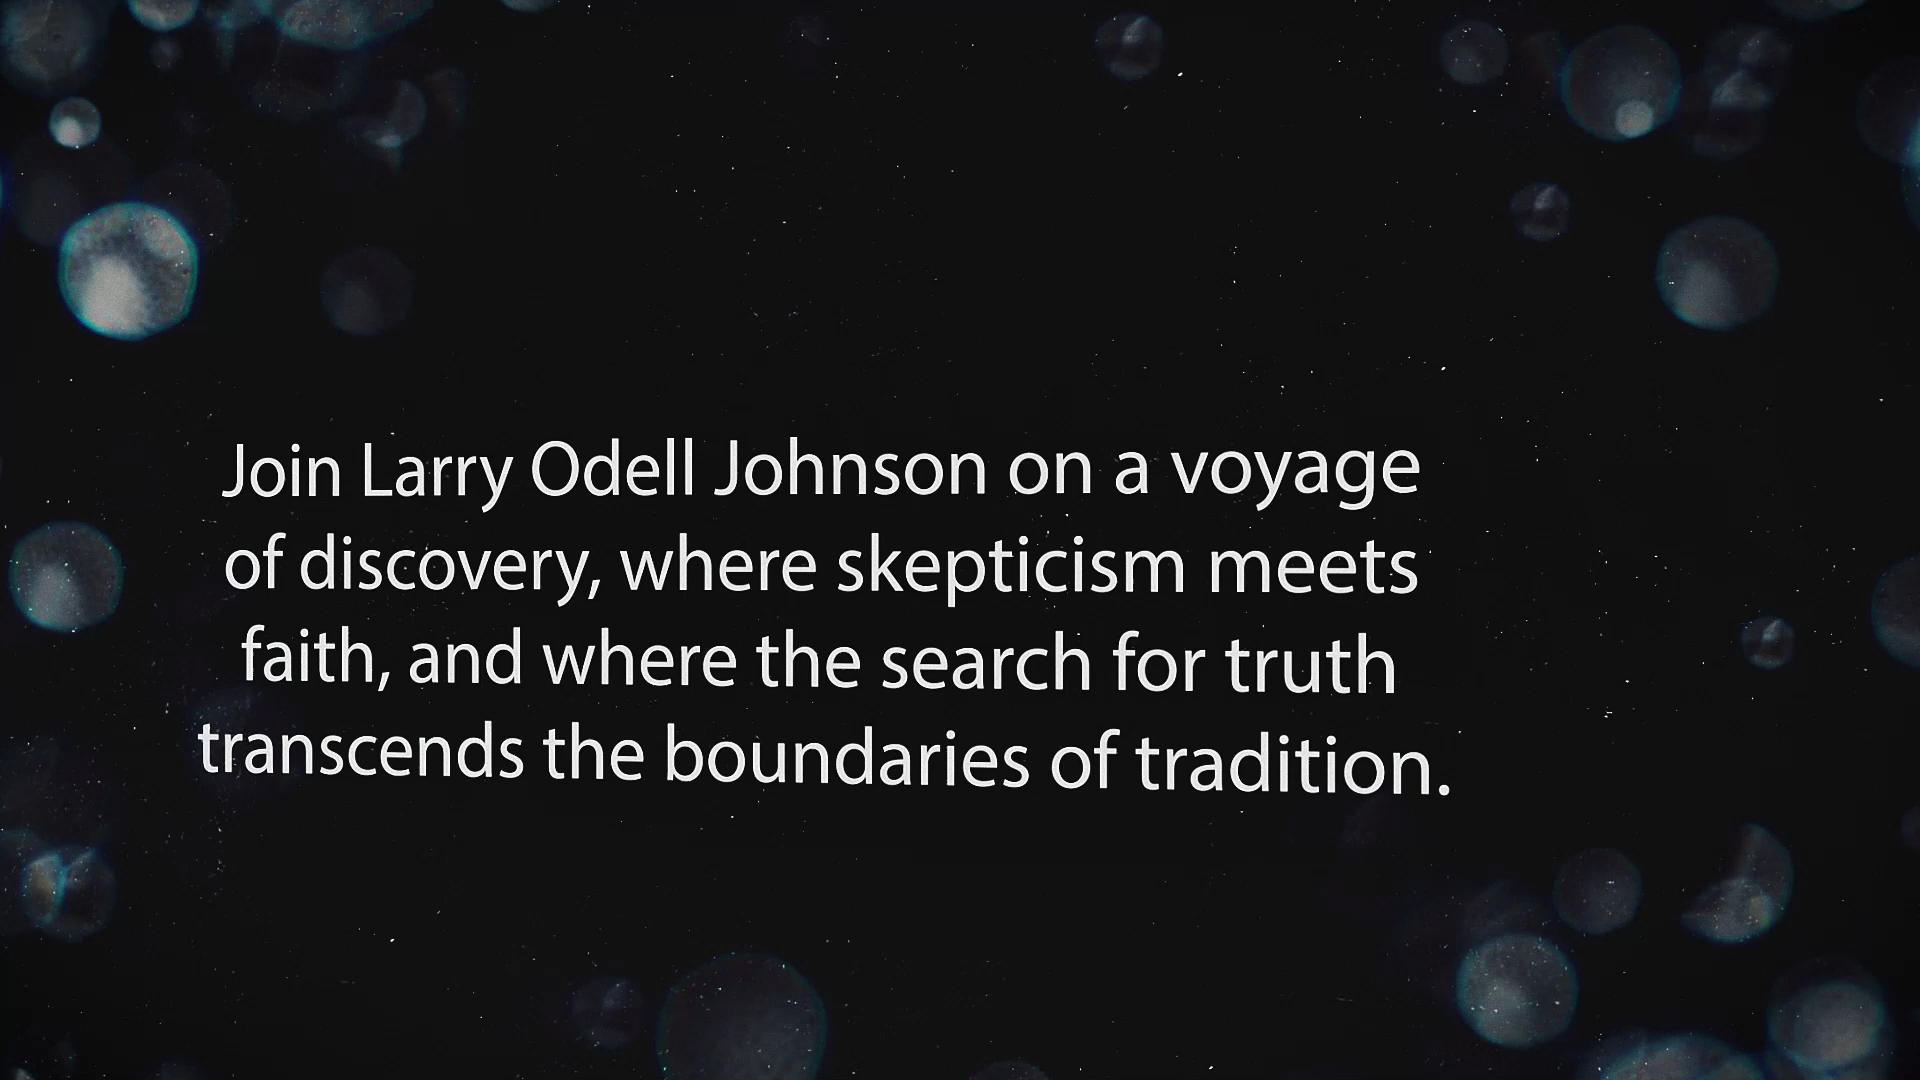 Join Larry Odell Johnson on a voyage
of discovery, where skepticism meets
faith, and where the search for truth
transcends the boundaries of tradition.